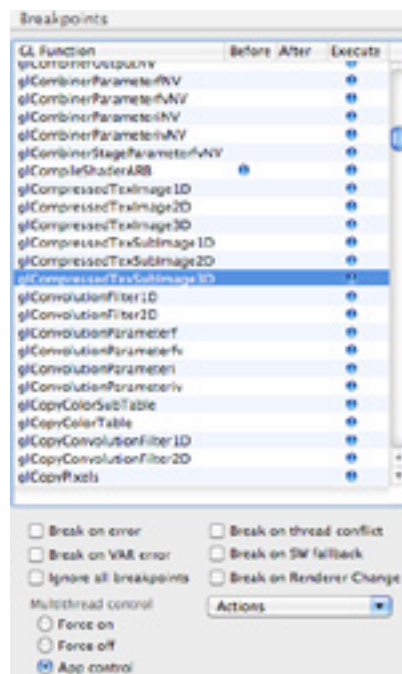 Breakpoints
GL Function Before After Execute
glCombinerOutputNV
glCombinerParameterfNV
glCombinerParameterfvNV
glCombinerParameteriNV
glCombinerParameterivNV
glCombinerStageParameterfvNV
glCompileShaderARB
glCompressedTexImage1D
glCompressedTexImage2D
glCompressedTexImage3D
glCompressedTexSubImage1D
glCompressedTexSubImage2D
glCompressedTexSubImage3D
glConvolutionFilter1D
glConvolutionFilter2D
glConvolutionParameterf
glConvolutionParameterfv
glConvolutionParameteri
glConvolutionParameteriv
glCopyColorSubTable
glCopyColorTable
glCopyConvolutionFilter1D
glCopyConvolutionFilter2D
glCopyPixels
Break on error
Break on thread conflict
Break on VAR error
Break on SW fallback
Ignore all breakpoints
Break on Renderer Change
Multithread control
Actions
Force on
Force off
App control